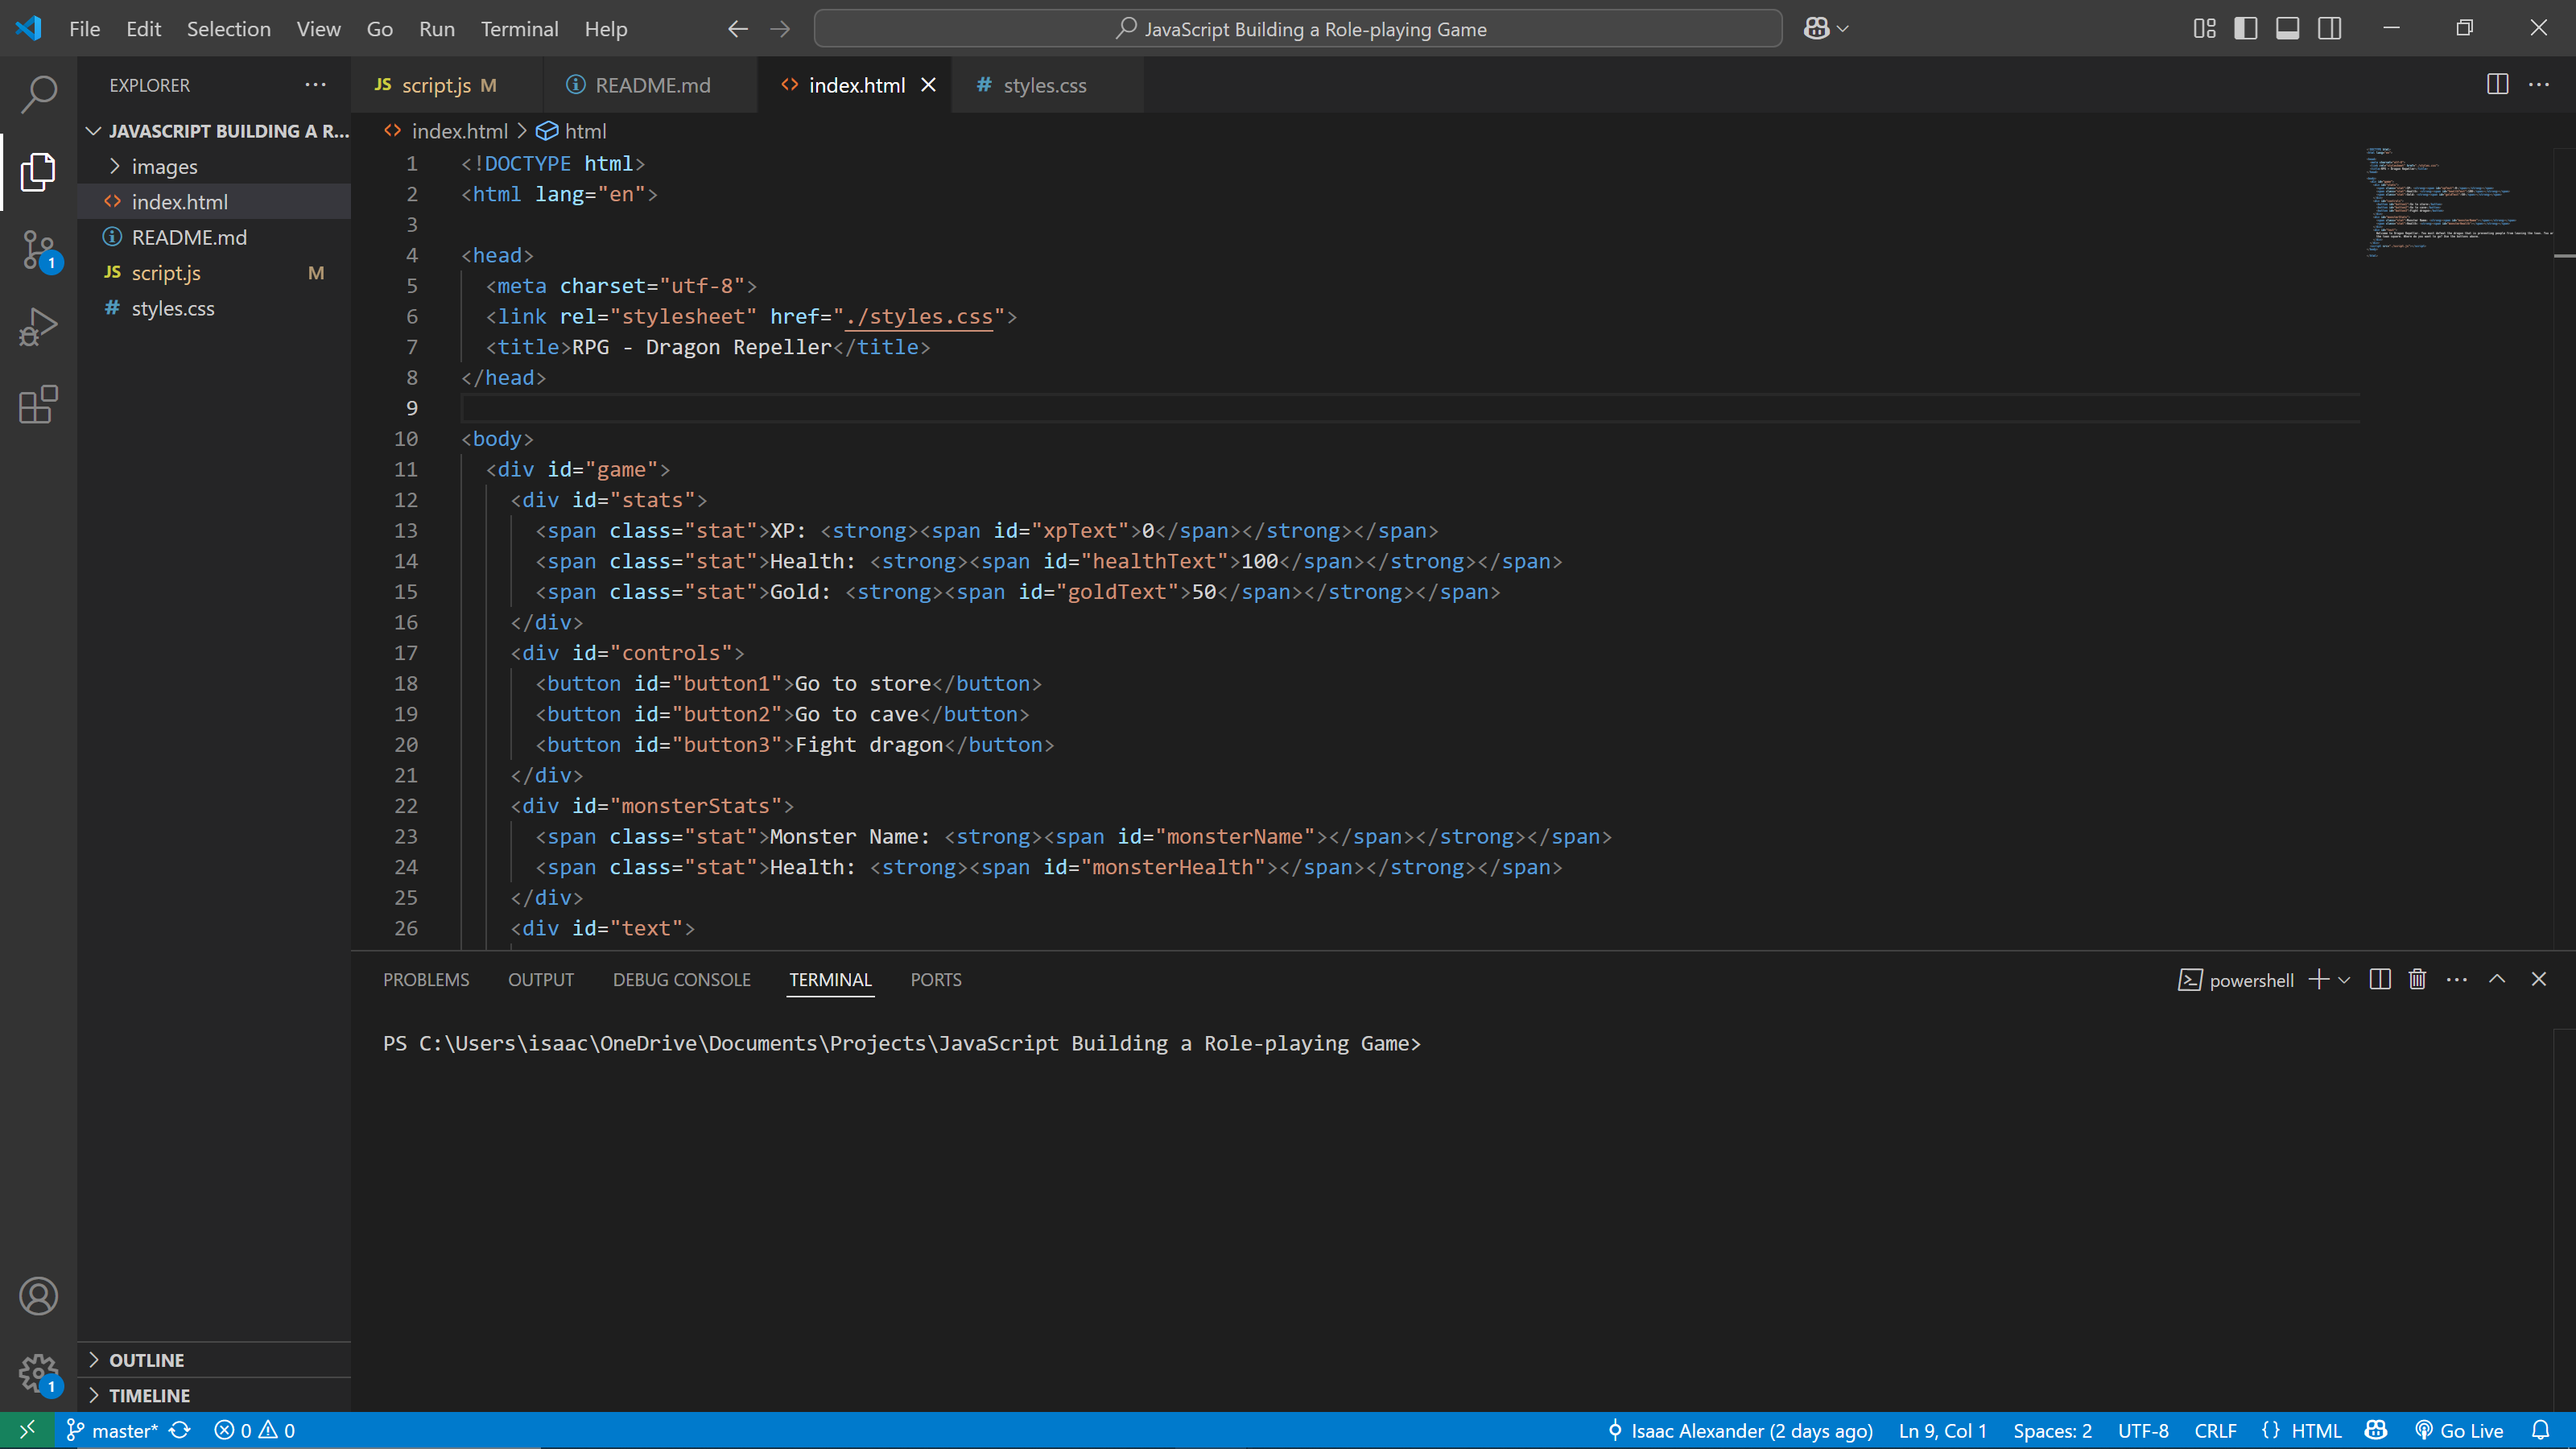 File Edit Selection View Go Run Terminal Help
JavaScript Building a Role-playing Game
EXPLORER
JAVASCRIPT BUILDING A R...
images
index.html
README.md
JS script.js M
# styles.css
OUTLINE
TIMELINE
1
1
JS script.js M README.md index.html # styles.css
index.html > html
1 <!DOCTYPE html>
2 <html lang="en">
3
4 <head>
5 <meta charset="utf-8">
6 <link rel="stylesheet" href="./styles.css">
7 <title>RPG - Dragon Repeller</title>
8 </head>
9
10 <body>
11 <div id="game">
12 <div id="stats">
13 <span class="stat">XP: <strong><span id="xpText">0</span></strong></span>
14 <span class="stat">Health: <strong><span id="healthText">100</span></strong></span>
15 <span class="stat">Gold: <strong><span id="goldText">50</span></strong></span>
16 </div>
17 <div id="controls">
18 <button id="button1">Go to store</button>
19 <button id="button2">Go to cave</button>
20 <button id="button3">Fight dragon</button>
21 </div>
22 <div id="monsterStats">
23 <span class="stat">Monster Name: <strong><span id="monsterName"></span></strong></span>
24 <span class="stat">Health: <strong><span id="monsterHealth"></span></strong></span>
25 </div>
26 <div id="text">
PROBLEMS OUTPUT DEBUG CONSOLE TERMINAL PORTS
powershell
PS C:\Users\isaac\OneDrive\Documents\Projects\JavaScript Building a Role-playing Game>
master* 0 0 Isaac Alexander (2 days ago) Ln 9, Col 1 Spaces: 2 UTF-8 CRLF {} HTML Go Live